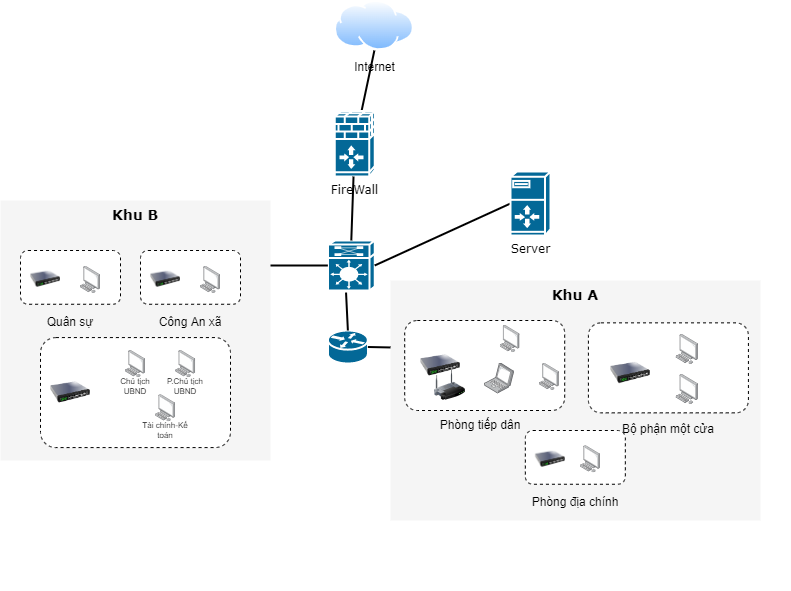 Internet
FireWall
Server
Khu B
Quân sự
Công An xã
Chủ tịch
UBND
P.Chủ tịch
UBND
Tài chính-Kế
toán
Khu A
Phòng tiếp dân
Bộ phận một cửa
Phòng địa chính